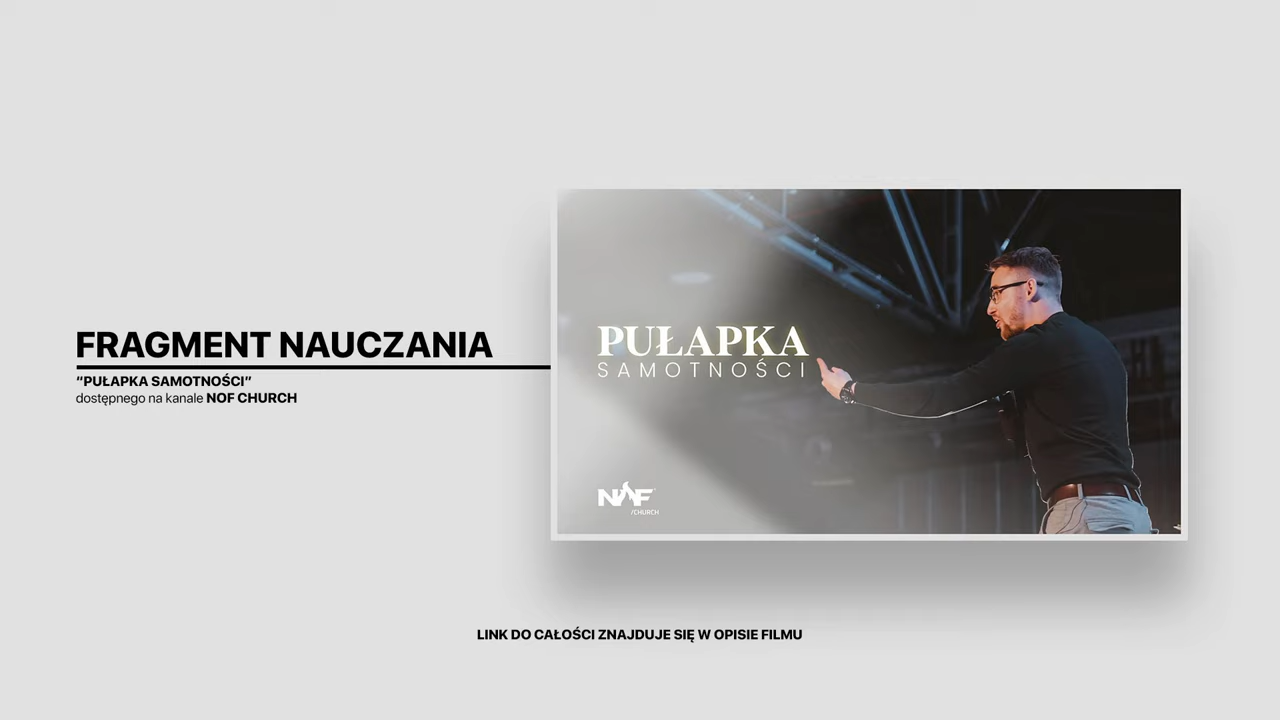 FRAGMENT NAUCZANIA
"PUŁAPKA SAMOTNOŚCI"
dostępnego na kanale NOF CHURCH
PUŁAPKA
SAMOTNOŚCI
NOF
/CHURCH
LINK DO CAŁOŚCI ZNAJDUJE SIĘ W OPISIE FILMU